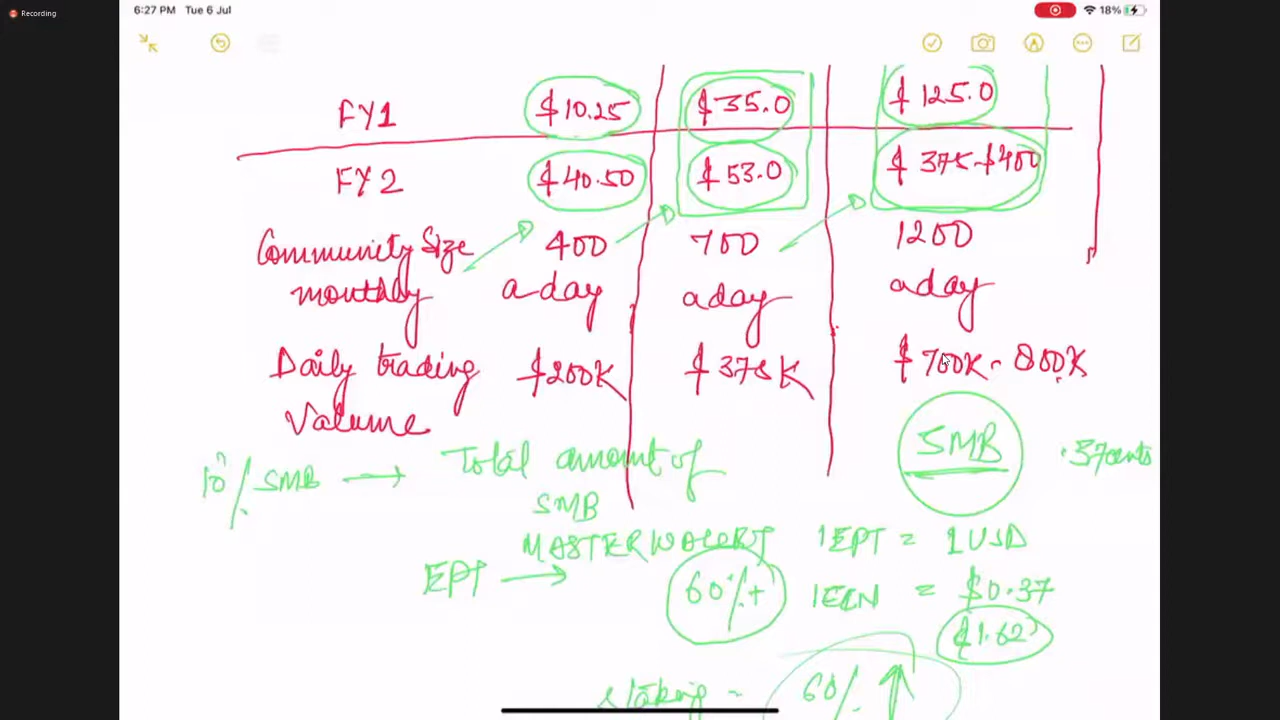 Recording
6:27 PM Tue 6 Jul
18%
FY1 $10.25 $35.0 $125.0
FY2 $40.50 $53.0 $375-$400
Community Size 400 700 1200
monthly a day a day a day
Daily trading $200K $375K $700K - 800K
Volume
SMB
.37cents
10% SMB → Total amount of
SMB
MASTER WALLET 1EPT = 1USD
EPT → 60%+ 1ECN = $0.37
$1.62
staking - 60% ↑